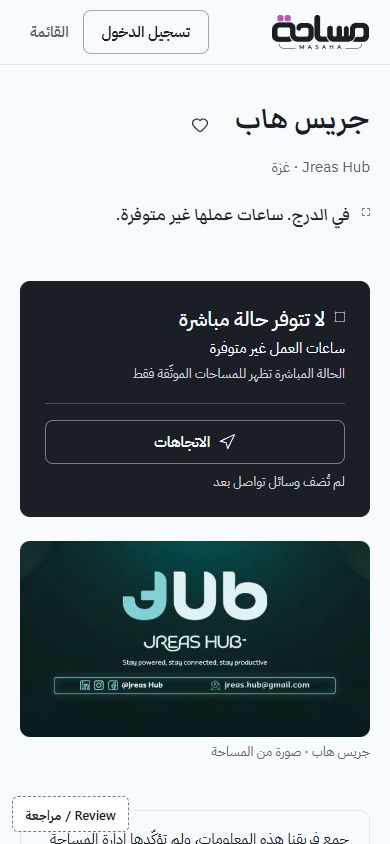 مساحة
MASAHA
تسجيل الدخول
القائمة
جريس هاب
Jreas Hub · غزة
في الدرج. ساعات عملها غير متوفرة.
لا تتوفر حالة مباشرة
ساعات العمل غير متوفرة
الحالة المباشرة تظهر للمساحات الموثّقة فقط
الاتجاهات
لم تُضف وسائل تواصل بعد
JUb
JREAS HUB
Stay powered, stay connected, stay productive
@Jreas Hub
jreas.hub@gmail.com
جريس هاب · صورة من المساحة
Review / مراجعة
جمع فريقنا هذه المعلومات، ولم تؤكّدها إدارة المساحة